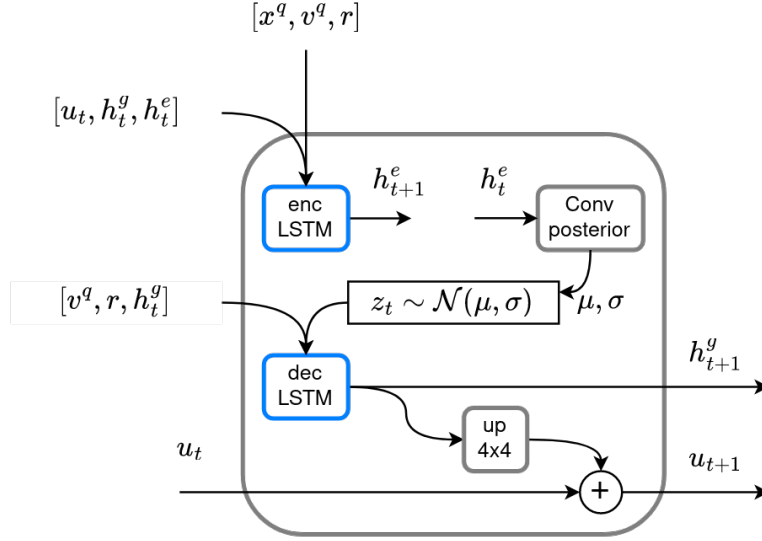 [x^q, v^q, r]
[u_t, h_t^g, h_t^e]
enc
LSTM
h_{t+1}^e
h_t^e
Conv
posterior
[v^q, r, h_t^g]
z_t ∼ 𝒩(μ, σ)
μ, σ
dec
LSTM
h_{t+1}^g
up
4x4
u_t
+
u_{t+1}